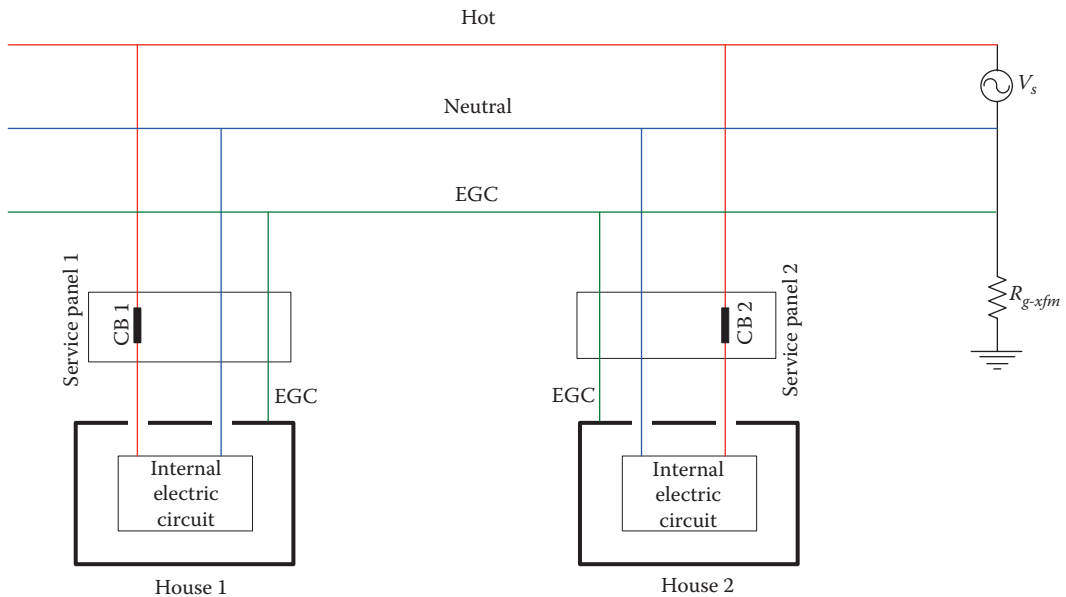 Hot
V_s
Neutral
EGC
Service panel 1
CB 1
EGC
Service panel 2
CB 2
EGC
R_g-xfm
Internal
electric
circuit
Internal
electric
circuit
House 1
House 2